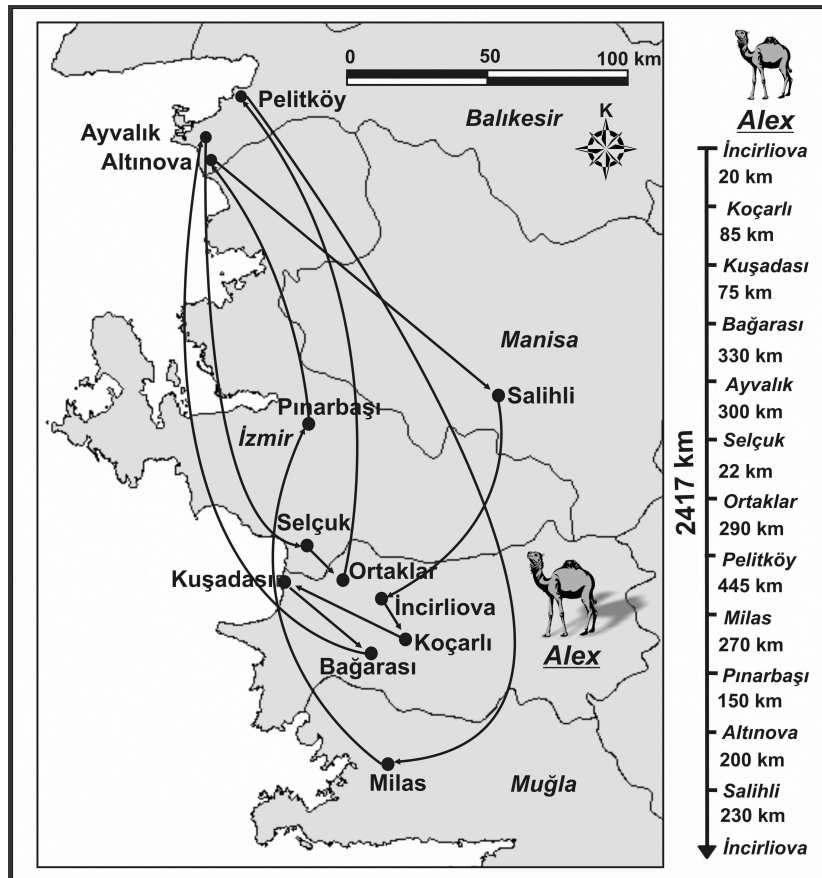 0 50 100 km
Pelitköy
K
Balıkesir
Ayvalık
Altınova
Manisa
Salihli
Pınarbaşı
İzmir
Selçuk
Ortaklar
Kuşadası
İncirliova
Koçarlı
Bağarası
Alex
Milas
Muğla
Alex
İncirliova
20 km
Koçarlı
85 km
Kuşadası
75 km
Bağarası
330 km
Ayvalık
300 km
Selçuk
22 km
Ortaklar
290 km
Pelitköy
445 km
Milas
270 km
Pınarbaşı
150 km
Altınova
200 km
Salihli
230 km
İncirliova
2417 km